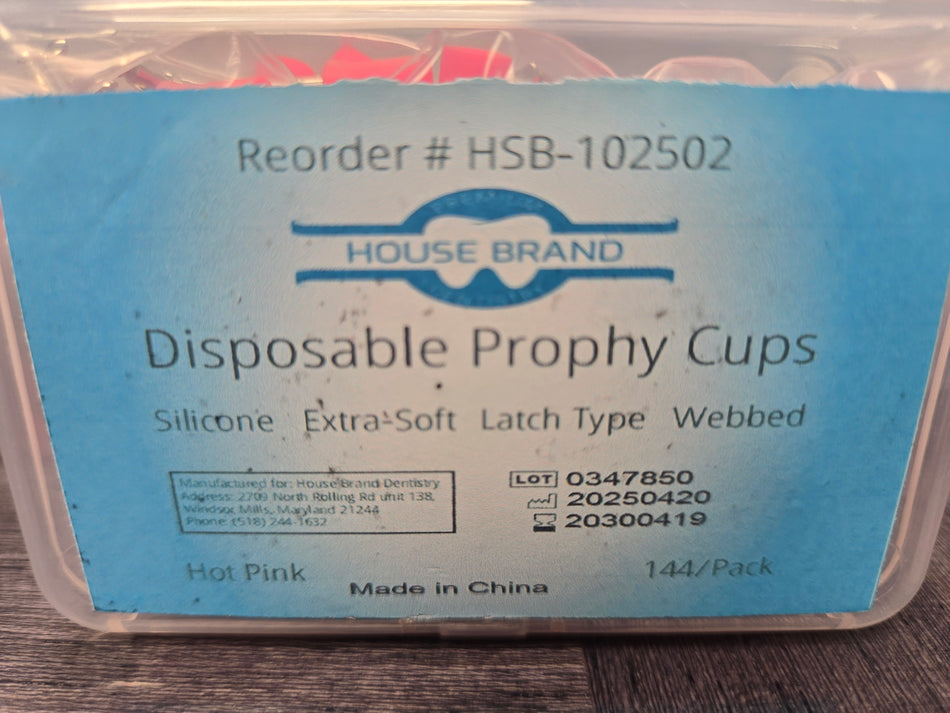 Reorder # HSB-102502
HOUSE BRAND
Disposable Prophy Cups
Silicone Extra-Soft Latch Type Webbed
Manufactured for: House Brand Dentistry
Address: 2709 North Rolling Rd unit 138,
Windsor Mills, Maryland 21244
Phone: (518) 244-1632
LOT 0347850
20250420
20300419
Hot Pink
144/Pack
Made in China